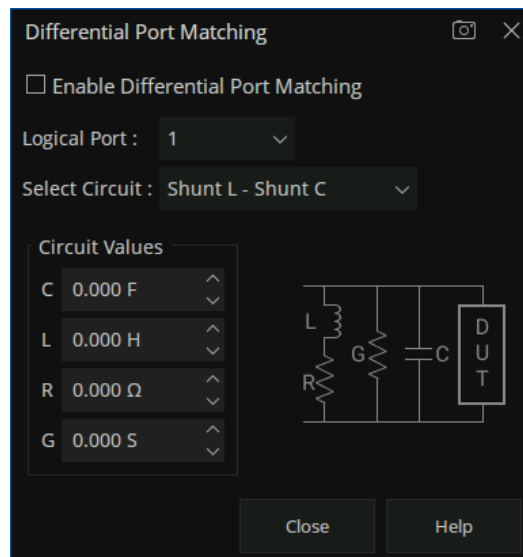 Differential Port Matching
Enable Differential Port Matching
Logical Port : 1
Select Circuit : Shunt L - Shunt C
Circuit Values
C 0.000 F
L 0.000 H
R 0.000 Ω
G 0.000 S
L
R
G
C
DUT
Close Help